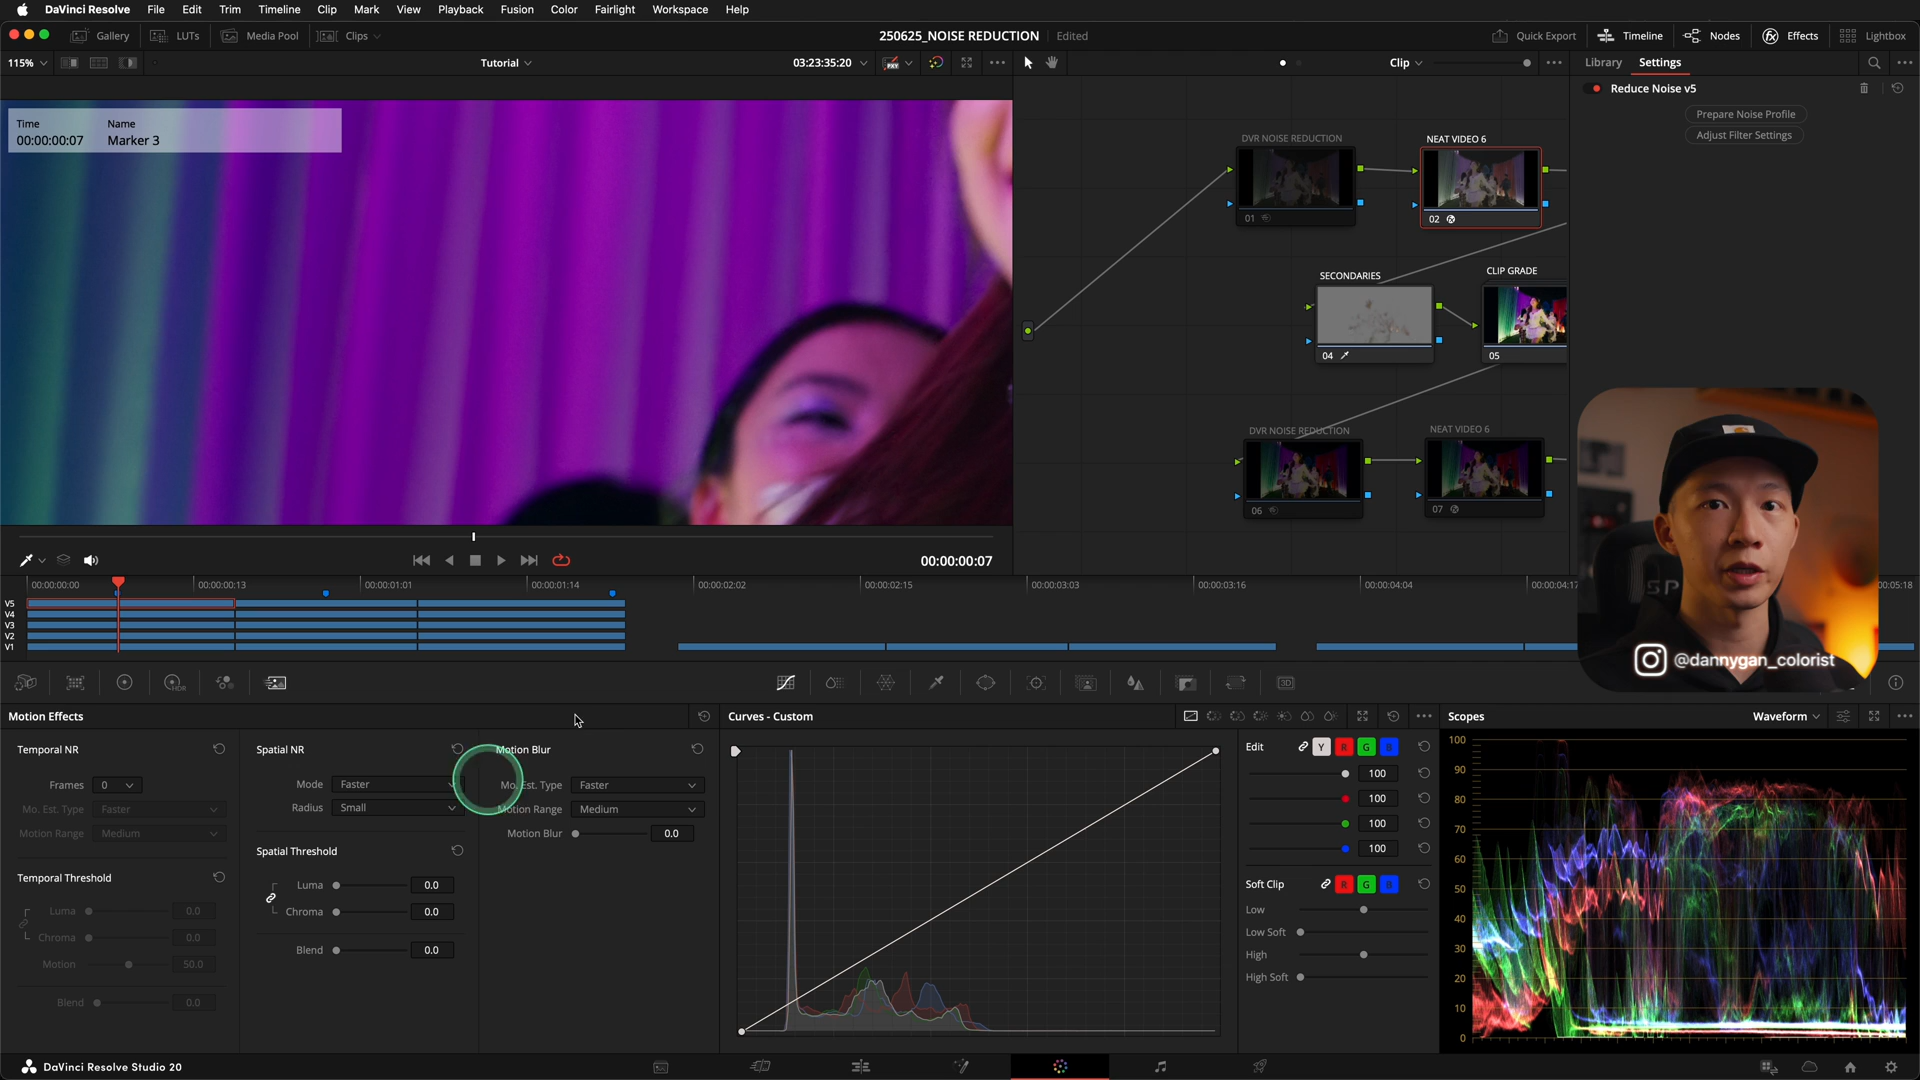 DaVinci Resolve File Edit Trim Timeline Clip Mark View Playback Fusion Color Fairlight Workspace Help
Gallery LUTs Media Pool Clips 250625_NOISE REDUCTION Edited Quick Export Timeline Nodes Effects Lightbox
115% Tutorial 03:23:35:20 Clip Library Settings
Reduce Noise v5
Prepare Noise Profile
Adjust Filter Settings
Time Name
00:00:00:07 Marker 3
DVR NOISE REDUCTION NEAT VIDEO 6
01 02
SECONDARIES CLIP GRADE
04 05
DVR NOISE REDUCTION NEAT VIDEO 6
06 07
00:00:00:07
00:00:00:00 00:00:00:13 00:00:01:01 00:00:01:14 00:00:02:02 00:00:02:15 00:00:03:03 00:00:03:16 00:00:04:04 00:00:04:17 05:18
V5
V4
V3
V2
V1
@dannygan_colorist
HDR 3D
Motion Effects Curves - Custom Scopes Waveform
Temporal NR Spatial NR Motion Blur
Frames 0 Mode Faster Mo. Est. Type Faster
Mo. Est. Type Faster Radius Small Motion Range Medium
Motion Range Medium Motion Blur 0.0
Temporal Threshold Spatial Threshold
Luma 0.0 Luma 0.0
Chroma 0.0 Chroma 0.0
Motion 50.0 Blend 0.0
Blend 0.0
Edit Y R G B
100
100
100
100
Soft Clip R G B
Low
Low Soft
High
High Soft
100
90
80
70
60
50
40
30
20
10
0
DaVinci Resolve Studio 20